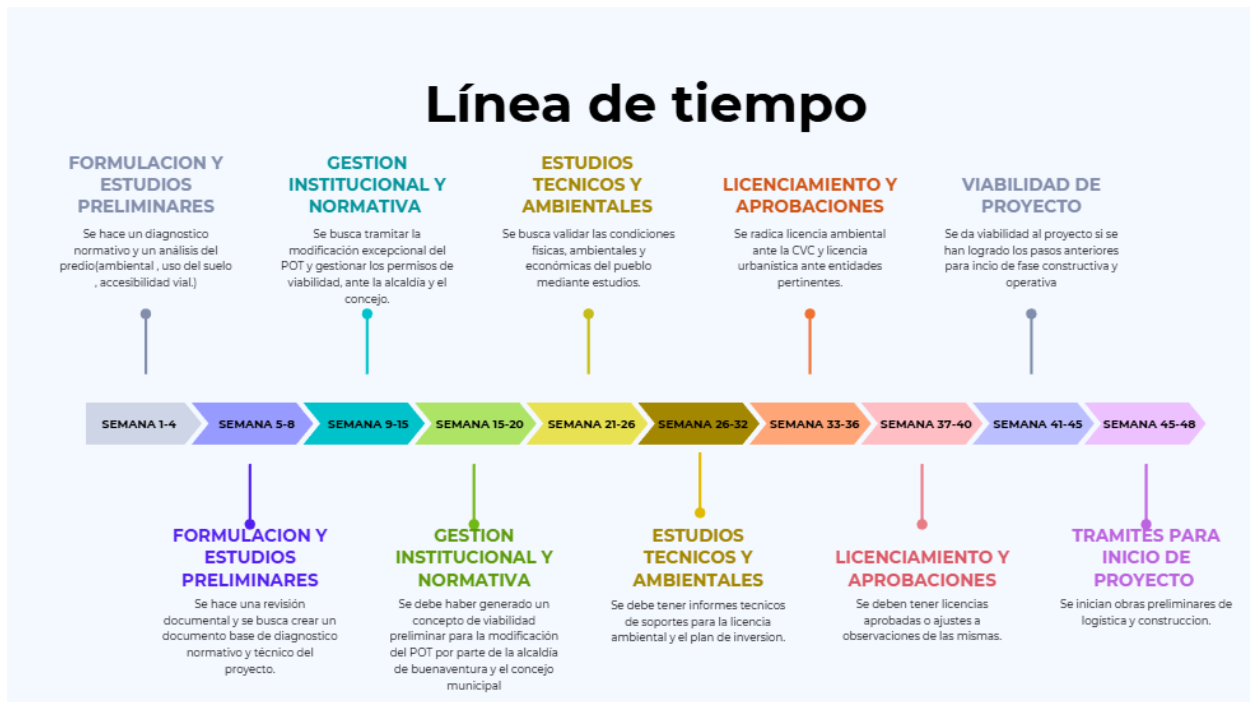 Línea de tiempo
FORMULACION Y
ESTUDIOS
PRELIMINARES
Se hace un diagnostico
normativo y un análisis del
predio(ambiental , uso del suelo
, accesibilidad vial.)
GESTION
INSTITUCIONAL Y
NORMATIVA
Se busca tramitar la
modificación excepcional del
POT y gestionar los permisos de
viabilidad, ante la alcaldía y el
concejo.
ESTUDIOS
TECNICOS Y
AMBIENTALES
Se busca validar las condiciones
físicas, ambientales y
económicas del pueblo
mediante estudios.
LICENCIAMIENTO Y
APROBACIONES
Se radica licencia ambiental
ante la CVC y licencia
urbanística ante entidades
pertinentes.
VIABILIDAD DE
PROYECTO
Se da viabilidad al proyecto si se
han logrado los pasos anteriores
para incio de fase constructiva y
operativa
SEMANA 1-4
SEMANA 5-8
SEMANA 9-15
SEMANA 15-20
SEMANA 21-26
SEMANA 26-32
SEMANA 33-36
SEMANA 37-40
SEMANA 41-45
SEMANA 45-48
FORMULACION Y
ESTUDIOS
PRELIMINARES
Se hace una revisión
documental y se busca crear un
documento base de diagnostico
normativo y técnico del
proyecto.
GESTION
INSTITUCIONAL Y
NORMATIVA
Se debe haber generado un
concepto de viabilidad
preliminar para la modificación
del POT por parte de la alcaldía
de buenaventura y el concejo
municipal
ESTUDIOS
TECNICOS Y
AMBIENTALES
Se debe tener informes tecnicos
de soportes para la licencia
ambiental y el plan de inversion.
LICENCIAMIENTO Y
APROBACIONES
Se deben tener licencias
aprobadas o ajustes a
observaciones de las mismas.
TRAMITES PARA
INICIO DE
PROYECTO
Se inician obras preliminares de
logística y construccion.